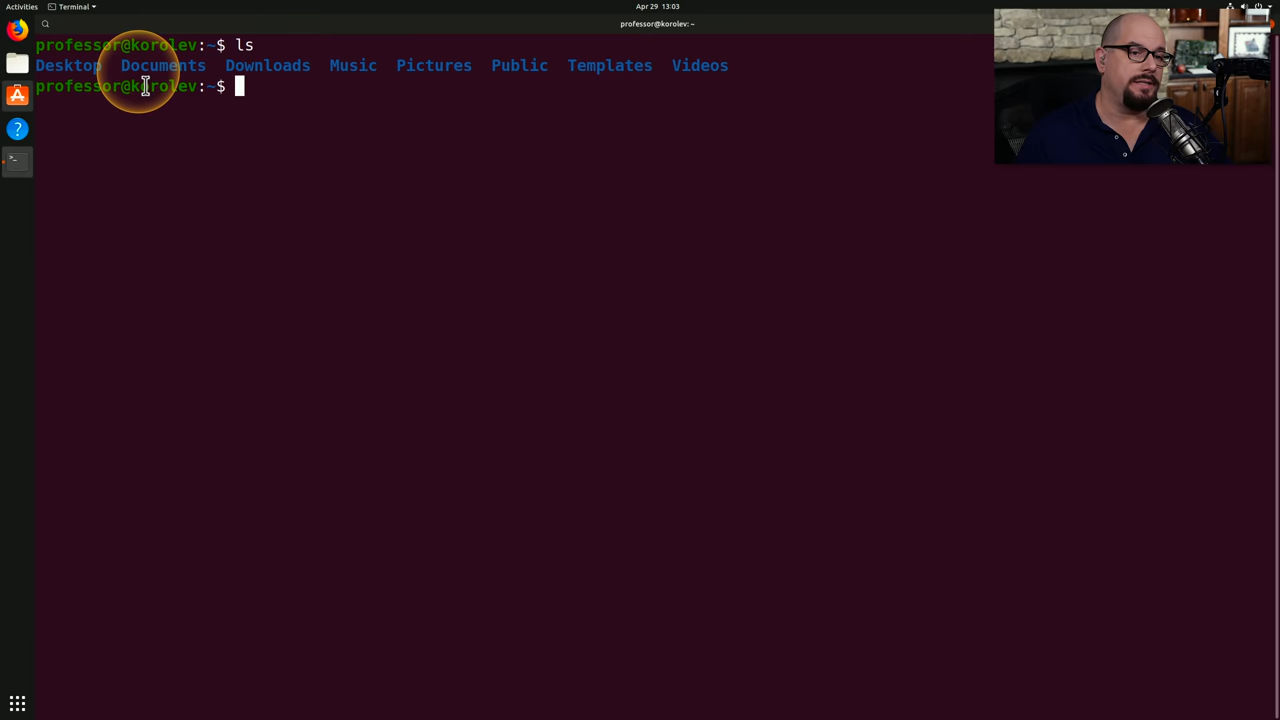 Activities
Terminal
Apr 29 13:03
professor@korolev: ~
professor@korolev:~$ ls
Desktop Documents Downloads Music Pictures Public Templates Videos
professor@korolev:~$
?
>_